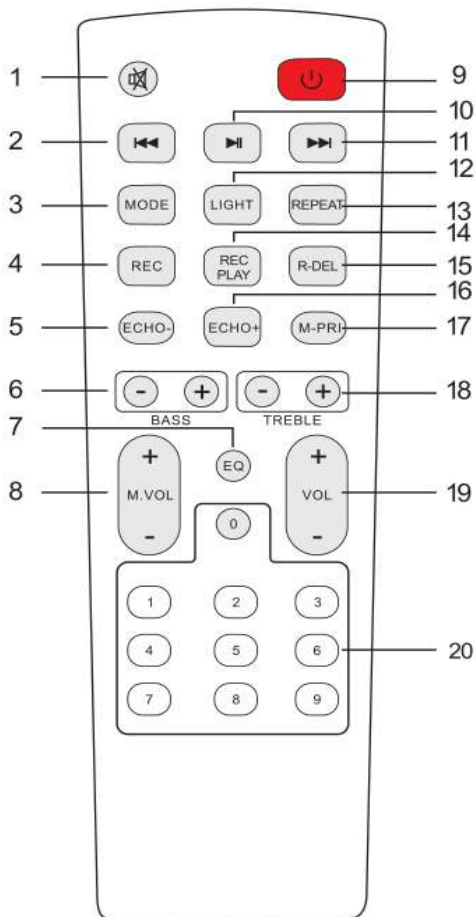 1
9
10
2
11
12
3
MODE
LIGHT
REPEAT
13
14
4
REC
REC
PLAY
R-DEL
15
16
5
ECHO-
ECHO+
M-PRI
17
6
- +
- +
18
BASS
TREBLE
7
EQ
8
+
M.VOL
-
+
VOL
-
19
0
1 2 3
4 5 6
20
7 8 9